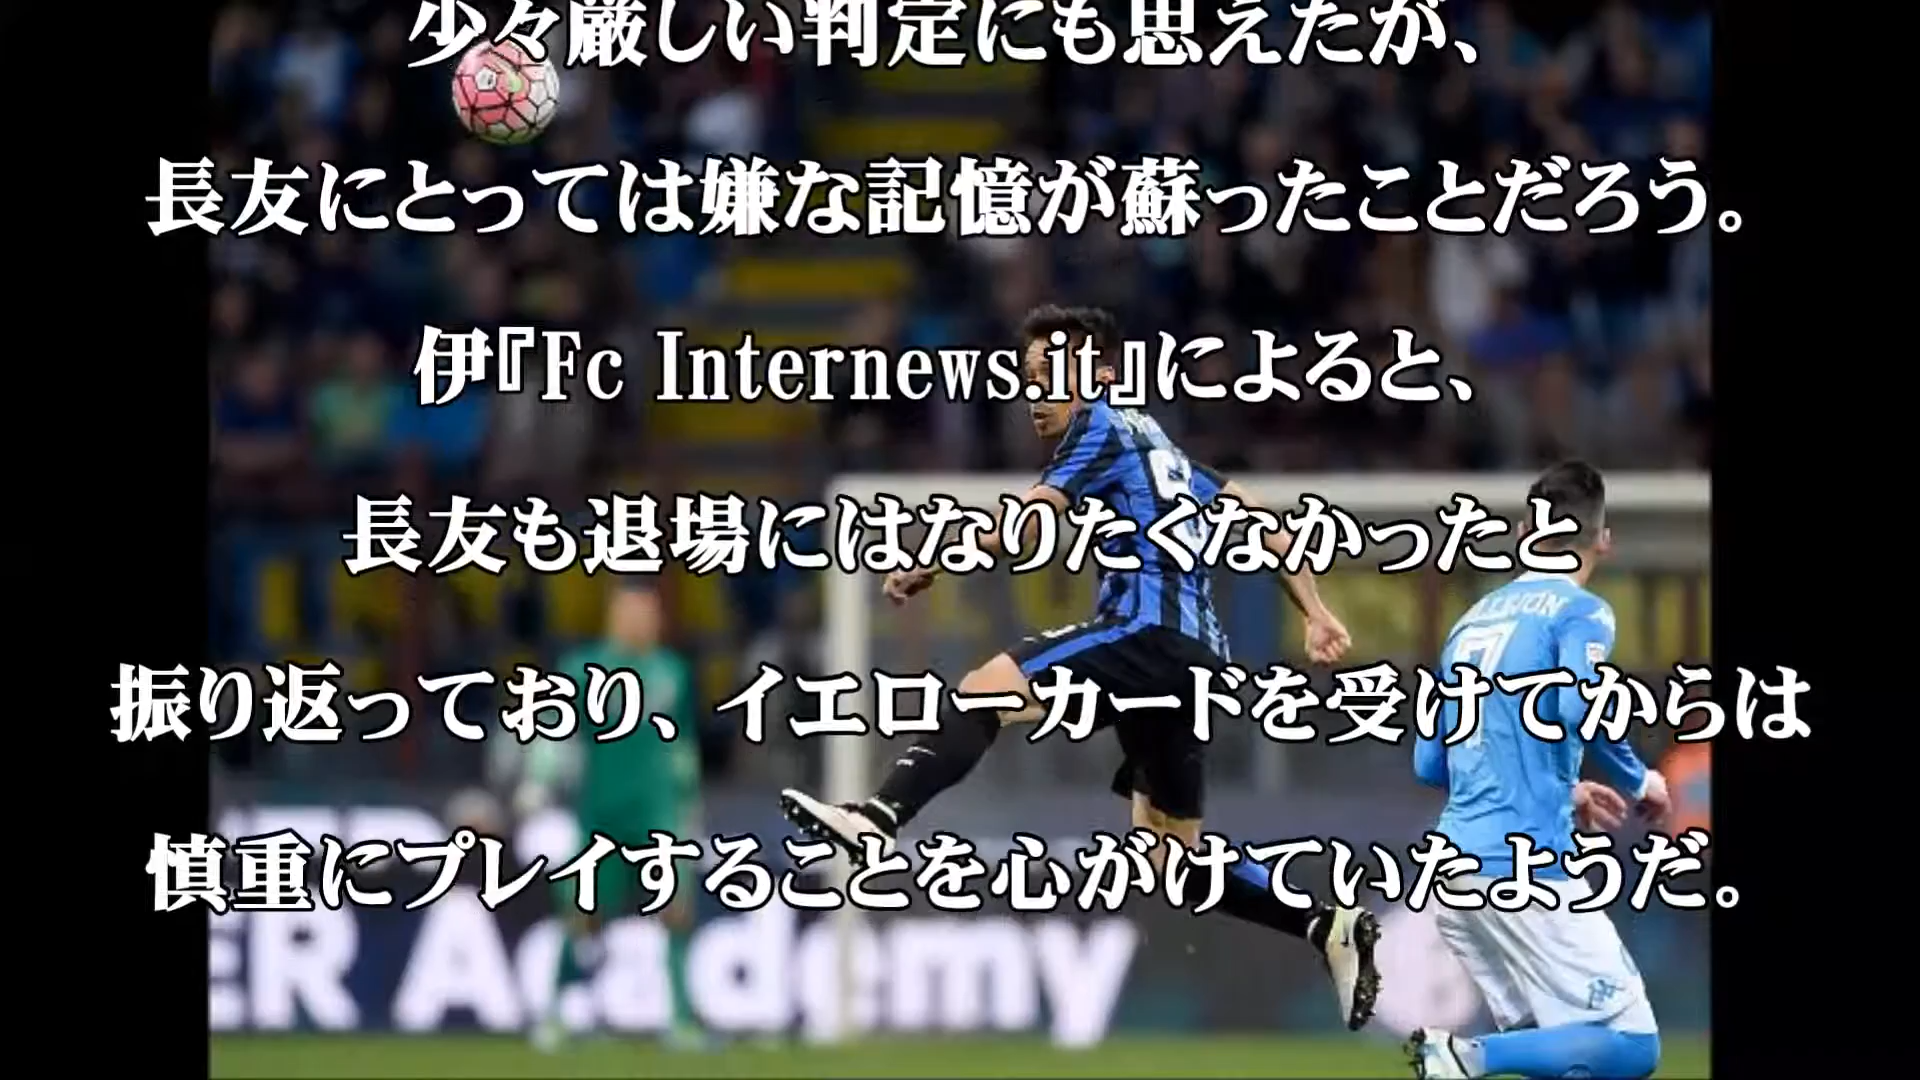 少々厳しい判定にも思えたが、
長友にとっては嫌な記憶が蘇ったことだろう。
伊『Fc Internews.it』によると、
長友も退場にはなりたくなかったと
振り返っており、イエローカードを受けてからは
慎重にプレイすることを心がけていたようだ。
ER Academy